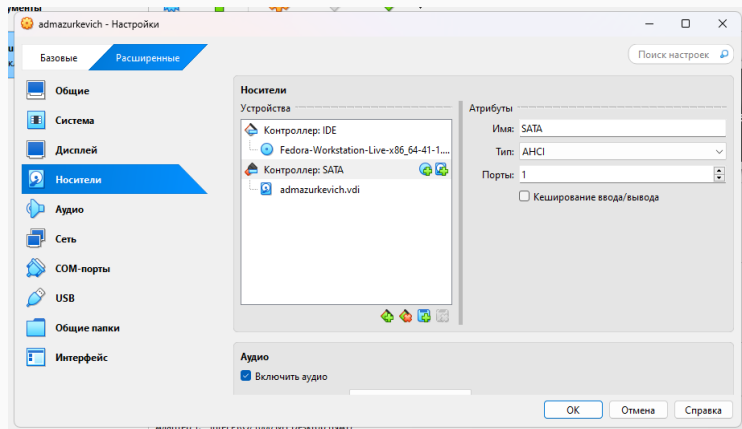 ументы
admazurkevich - Настройки
Базовые
Расширенные
Поиск настроек
Общие
Система
Дисплей
Носители
Аудио
Сеть
COM-порты
USB
Общие папки
Интерфейс
Носители
Устройства
Контроллер: IDE
Fedora-Workstation-Live-x86_64-41-1....
Контроллер: SATA
admazurkevich.vdi
Атрибуты
Имя: SATA
Тип: AHCI
Порты: 1
Кеширование ввода/вывода
Аудио
Включить аудио
OK
Отмена
Справка